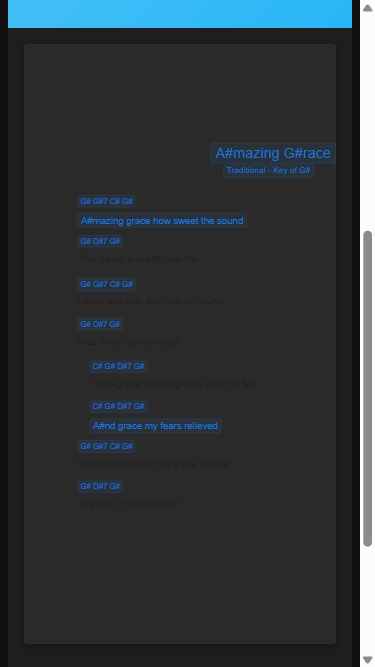 A#mazing G#race
Traditional - Key of G#
G# G#7 C# G#
A#mazing grace how sweet the sound
G# D#7 G#
That saved a wretch like me
G# G#7 C# G#
I once was lost, but now am found
G# D#7 G#
Was blind but now I see
C# G# D#7 G#
'Twas grace that taught my heart to fear
C# G# D#7 G#
A#nd grace my fears relieved
G# G#7 C# G#
How precious did that grace appear
G# D#7 G#
The hour I first believed